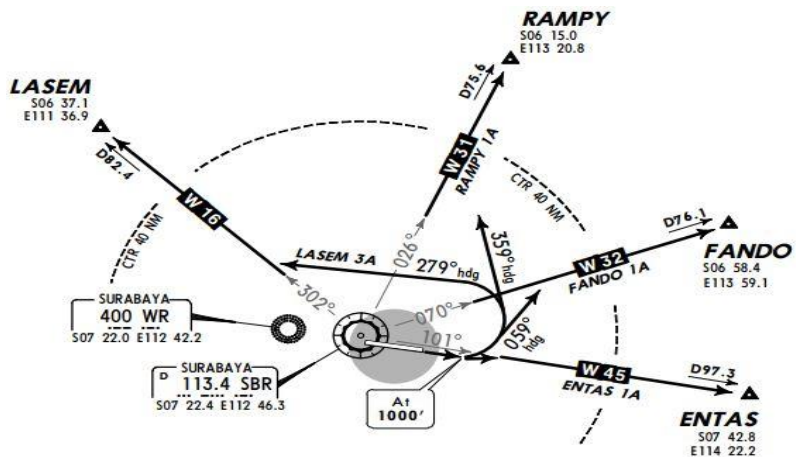 RAMPY
S06 15.0
E113 20.8
D75.6
LASEM
S06 37.1
E111 36.9
D82.4
W 31
RAMPY 1A
CTR 40 NM
CTR 40 NM
W 16
D76.1
FANDO
S06 58.4
E113 59.1
026°
359° hdg
W 32
FANDO 1A
LASEM 3A
279° hdg
302°
070°
059° hdg
SURABAYA
400 WR
S07 22.0 E112 42.2
101°
D SURABAYA
113.4 SBR
S07 22.4 E112 46.3
At
1000'
W 45
ENTAS 1A
D97.3
ENTAS
S07 42.8
E114 22.2